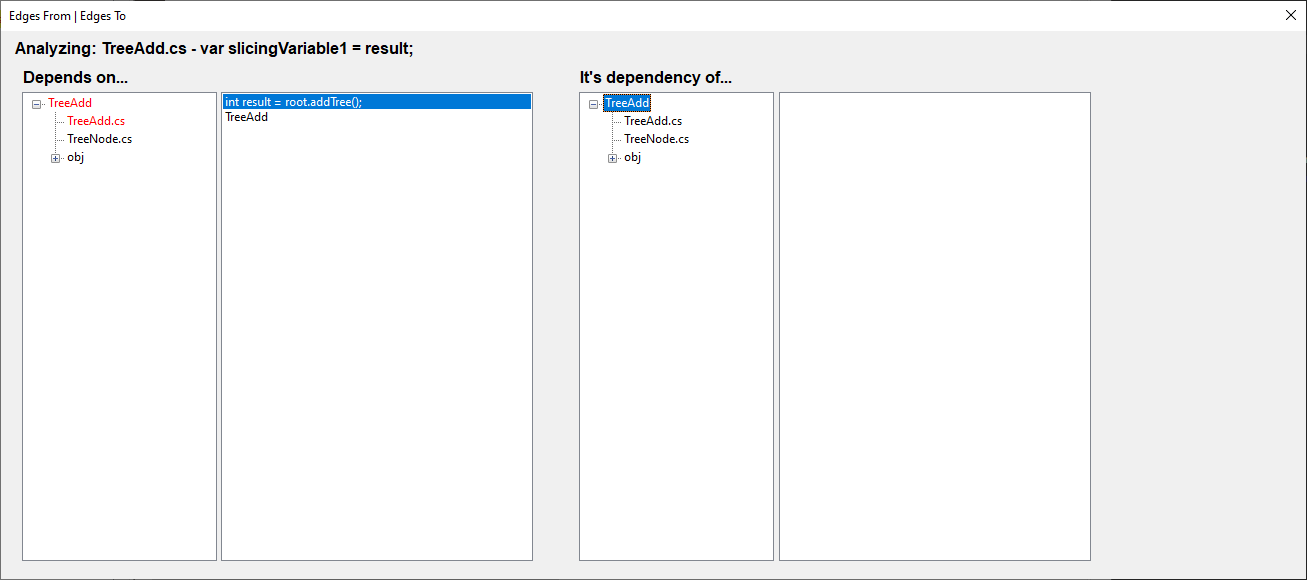 Edges From | Edges To
Analyzing: TreeAdd.cs - var slicingVariable1 = result;
Depends on...
TreeAdd
TreeAdd.cs
TreeNode.cs
obj
int result = root.addTree();
TreeAdd
It's dependency of...
TreeAdd
TreeAdd.cs
TreeNode.cs
obj